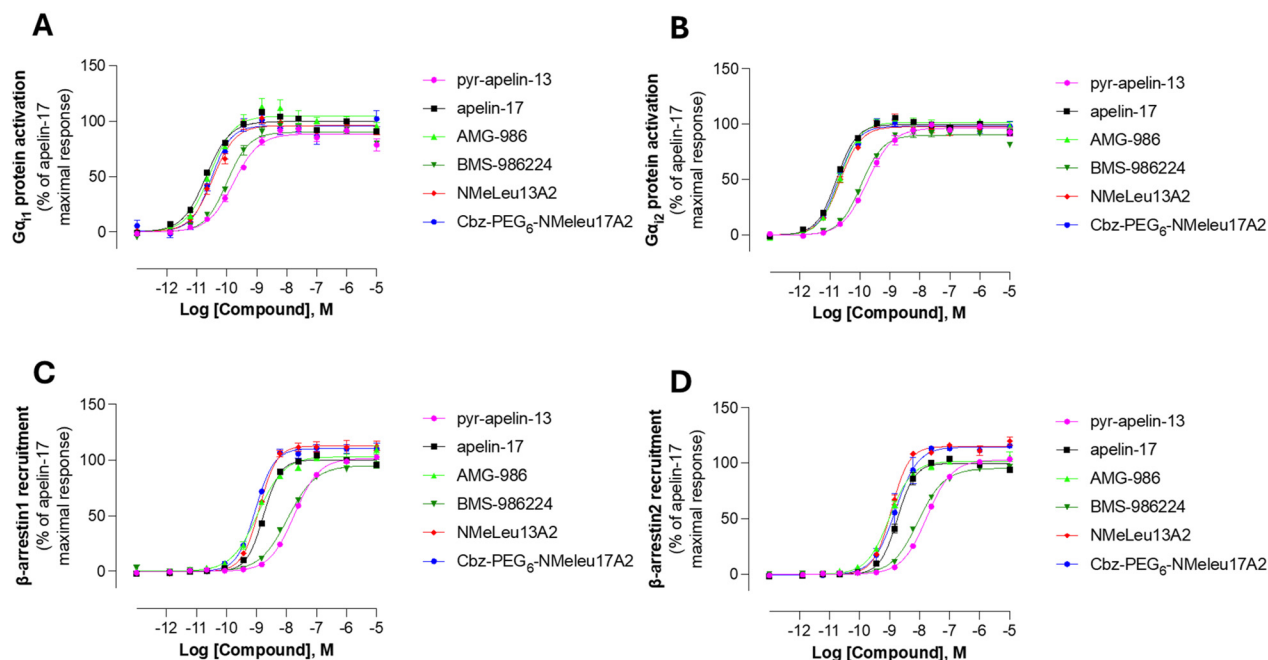 A
Gαi1 protein activation
(% of apelin-17
maximal response)
150
100
50
0
-12 -11 -10 -9 -8 -7 -6 -5
Log [Compound], M
pyr-apelin-13
apelin-17
AMG-986
BMS-986224
NMeLeu13A2
Cbz-PEG6-NMeleu17A2
B
Gαi2 protein activation
(% of apelin-17
maximal response)
150
100
50
0
-12 -11 -10 -9 -8 -7 -6 -5
Log [Compound], M
pyr-apelin-13
apelin-17
AMG-986
BMS-986224
NMeLeu13A2
Cbz-PEG6-NMeleu17A2
C
β-arrestin1 recruitment
(% of apelin-17
maximal response)
150
100
50
0
-12 -11 -10 -9 -8 -7 -6 -5
Log [Compound], M
pyr-apelin-13
apelin-17
AMG-986
BMS-986224
NMeLeu13A2
Cbz-PEG6-NMeleu17A2
D
β-arrestin2 recruitment
(% of apelin-17
maximal response)
150
100
50
0
-12 -11 -10 -9 -8 -7 -6 -5
Log [Compound], M
pyr-apelin-13
apelin-17
AMG-986
BMS-986224
NMeLeu13A2
Cbz-PEG6-NMeleu17A2